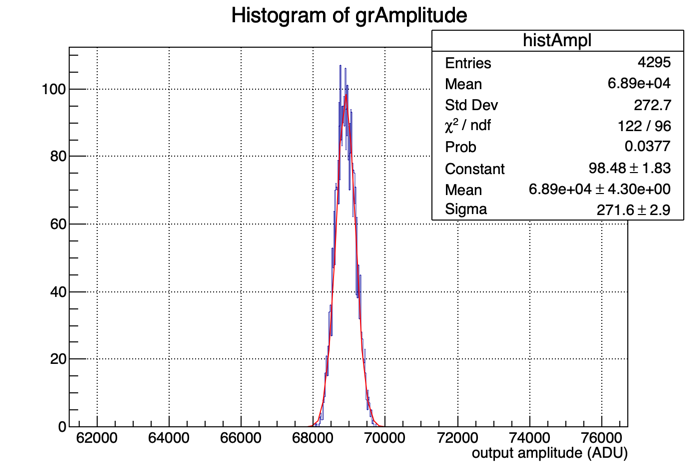 Histogram of grAmplitude
histAmpl
Entries 4295
Mean 6.89e+04
Std Dev 272.7
χ² / ndf 122 / 96
Prob 0.0377
Constant 98.48 ± 1.83
Mean 6.89e+04 ± 4.30e+00
Sigma 271.6 ± 2.9
100
80
60
40
20
0
62000 64000 66000 68000 70000 72000 74000 76000
output amplitude (ADU)